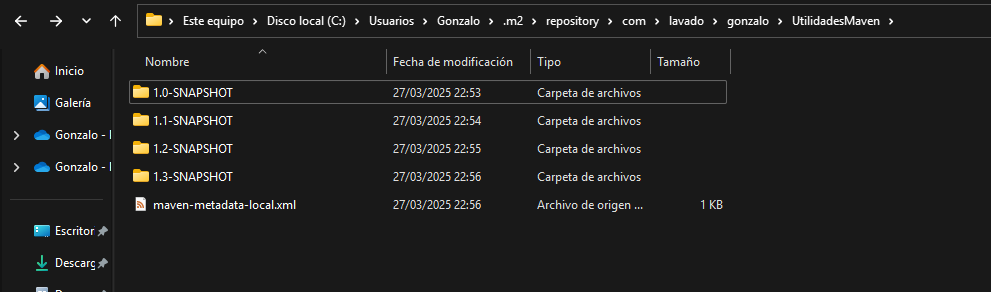 Este equipo > Disco local (C:) > Usuarios > Gonzalo > .m2 > repository > com > lavado > gonzalo > UtilidadesMaven >
Nombre Fecha de modificación Tipo Tamaño
Inicio
Galería
Gonzalo -
Gonzalo -
Escritor
Descarg
1.0-SNAPSHOT 27/03/2025 22:53 Carpeta de archivos
1.1-SNAPSHOT 27/03/2025 22:54 Carpeta de archivos
1.2-SNAPSHOT 27/03/2025 22:55 Carpeta de archivos
1.3-SNAPSHOT 27/03/2025 22:56 Carpeta de archivos
maven-metadata-local.xml 27/03/2025 22:56 Archivo de origen ... 1 KB